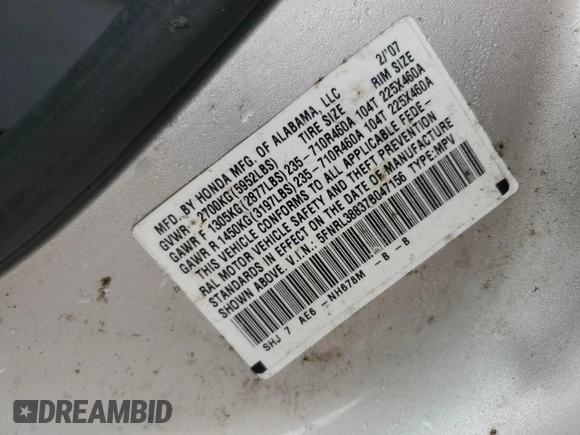 MFD. BY HONDA MFG. OF ALABAMA, LLC 2/'07
GVWR 2700KG(5952LBS) TIRE SIZE RIM SIZE
GAWR F 1305KG(2877LBS) 235-710R460A 104T 225X460A
GAWR R 1450KG(3197LBS) 235-710R460A 104T 225X460A
THIS VEHICLE CONFORMS TO ALL APPLICABLE FEDE-
RAL MOTOR VEHICLE SAFETY AND THEFT PREVENTION
STANDARDS IN EFFECT ON THE DATE OF MANUFACTURE
SHOWN ABOVE. V.I.N.: 5FNRL38837B047156 TYPE:MPV
SHJ 7 AE6 -NH678M -B -B
DREAMBID